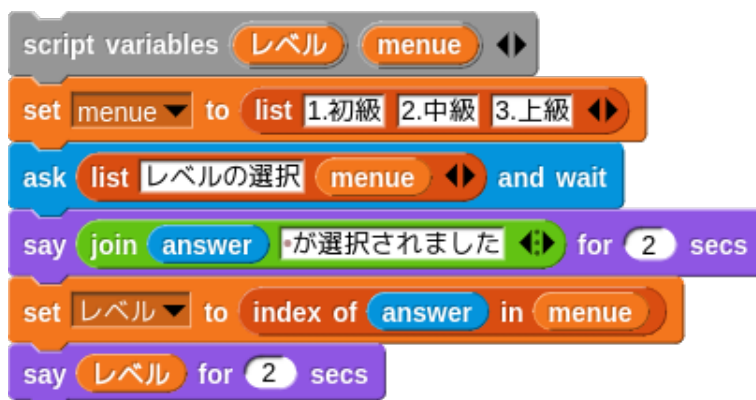 script variables レベル menue
set menue to list 1.初級 2.中級 3.上級
ask list レベルの選択 menue and wait
say join answer が選択されました for 2 secs
set レベル to index of answer in menue
say レベル for 2 secs